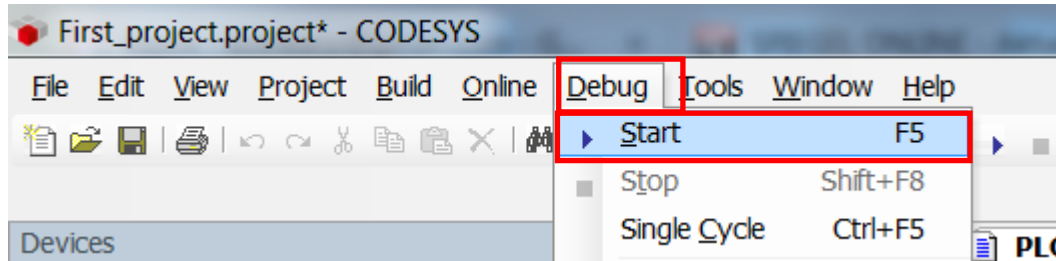 First_project.project* - CODESYS
File Edit View Project Build Online Debug Tools Window Help
Start F5
Stop Shift+F8
Single Cycle Ctrl+F5
Devices